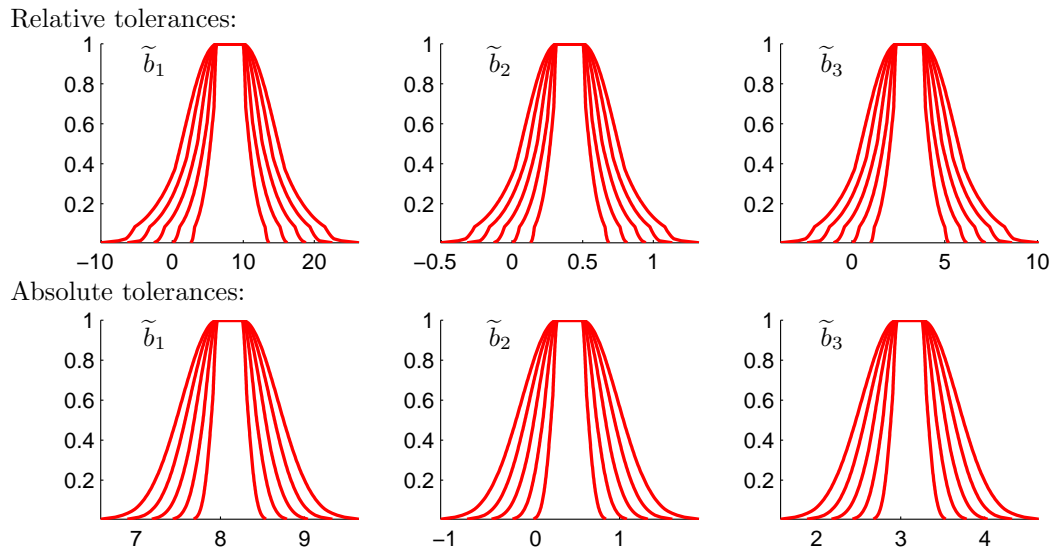 Relative tolerances:
1 0.8 0.6 0.4 0.2 b̃₁ −10 0 10 20
1 0.8 0.6 0.4 0.2 b̃₂ −0.5 0 0.5 1
1 0.8 0.6 0.4 0.2 b̃₃ 0 5 10
Absolute tolerances:
1 0.8 0.6 0.4 0.2 b̃₁ 7 8 9
1 0.8 0.6 0.4 0.2 b̃₂ −1 0 1
1 0.8 0.6 0.4 0.2 b̃₃ 2 3 4